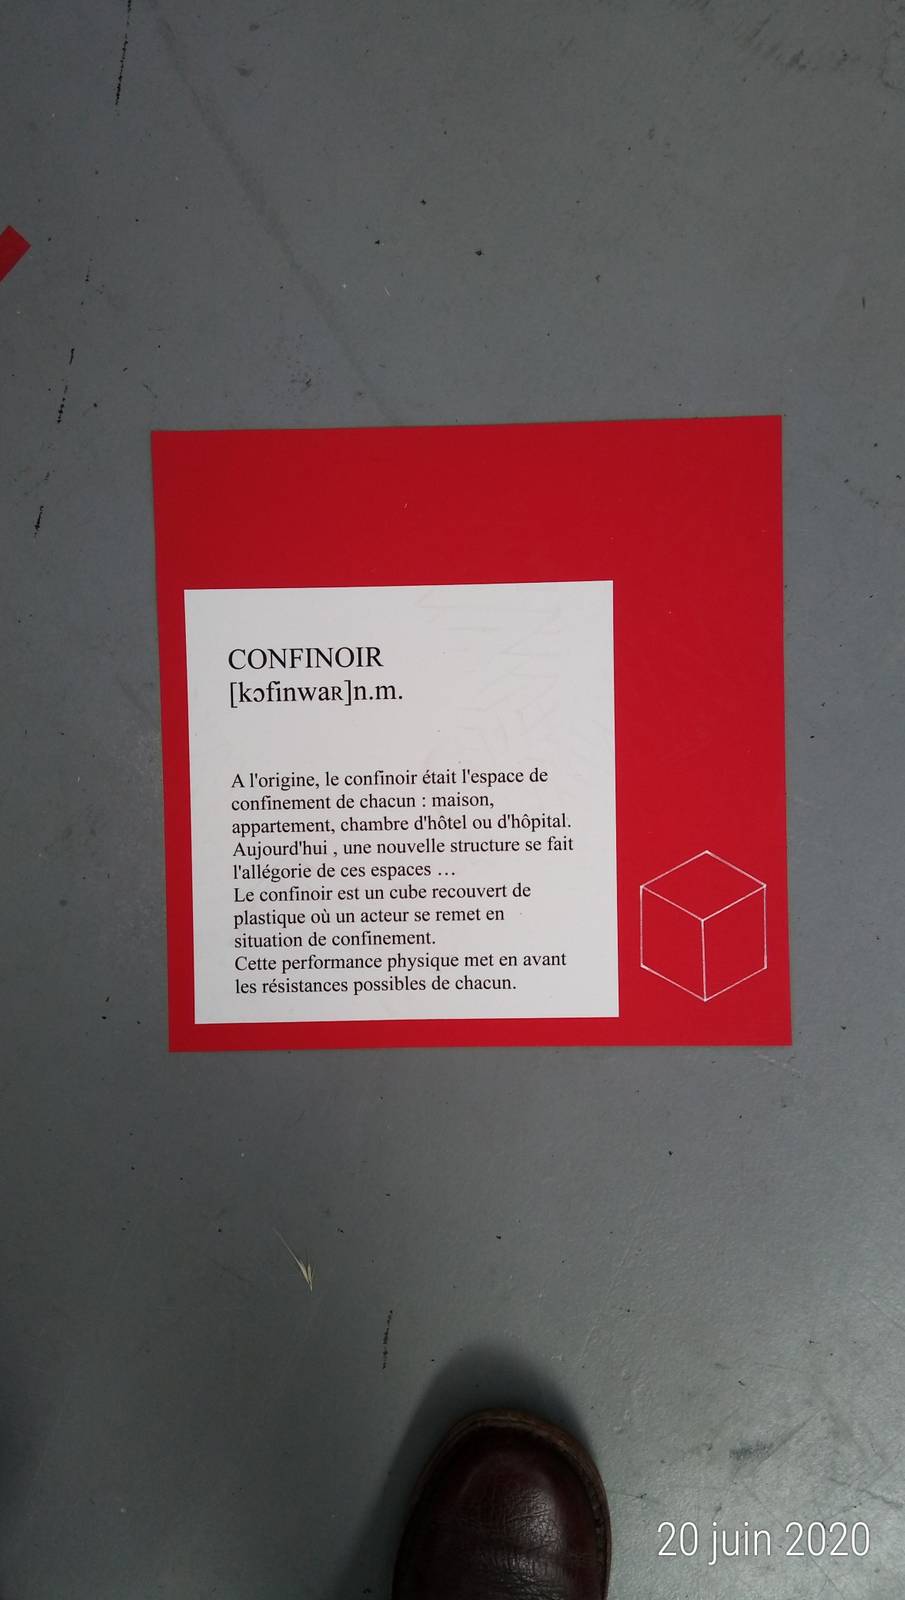 CONFINOIR
[kɔfinwaʀ]n.m.
A l'origine, le confinoir était l'espace de
confinement de chacun : maison,
appartement, chambre d'hôtel ou d'hôpital.
Aujourd'hui , une nouvelle structure se fait
l'allégorie de ces espaces …
Le confinoir est un cube recouvert de
plastique où un acteur se remet en
situation de confinement.
Cette performance physique met en avant
les résistances possibles de chacun.
20 juin 2020